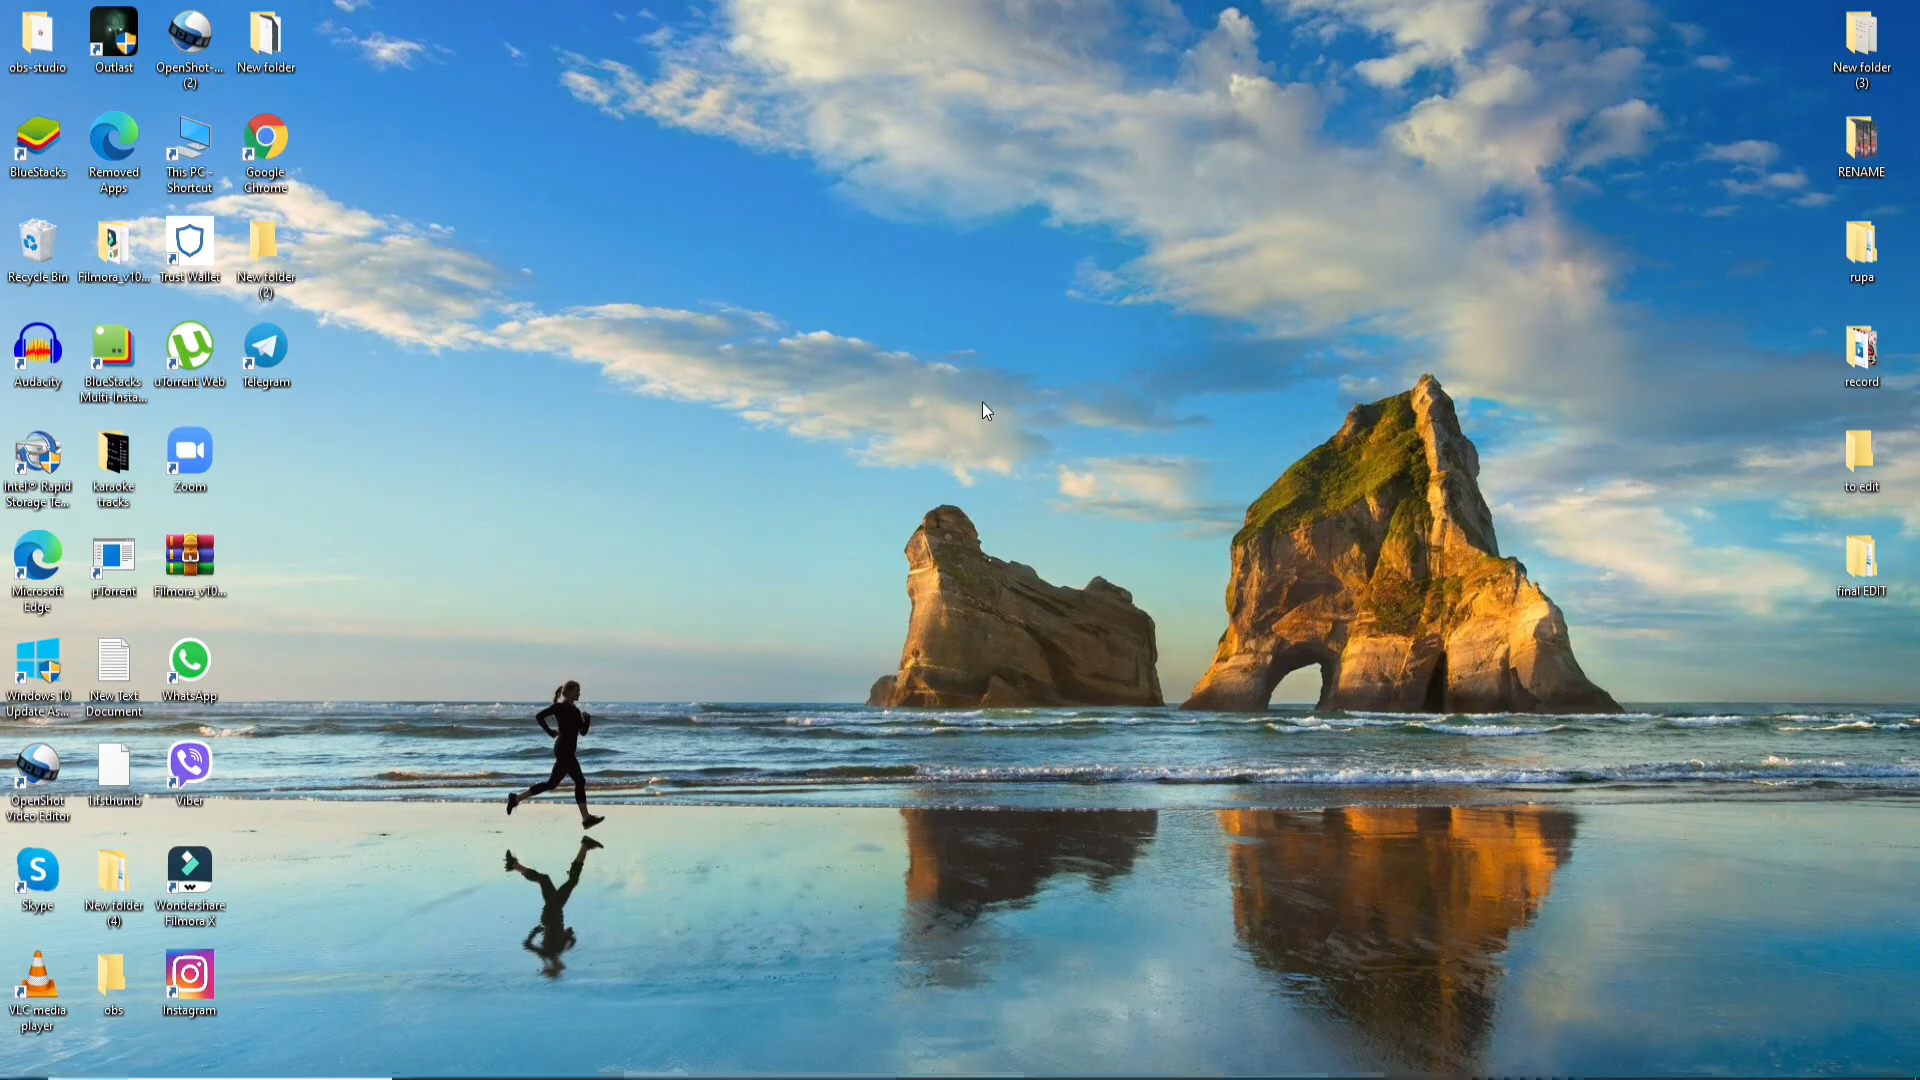 obs-studio
Outlast
OpenShot-...
(2)
New folder
BlueStacks
Removed
Apps
This PC -
Shortcut
Google
Chrome
Recycle Bin
Filmora_v10...
Trust Wallet
New folder
(2)
Audacity
BlueStacks
Multi-Insta...
uTorrent Web
Telegram
Intel® Rapid
Storage Te...
karaoke
tracks
Zoom
Microsoft
Edge
µTorrent
Filmora_v10...
Windows 10
Update As...
New Text
Document
WhatsApp
OpenShot
Video Editor
1ifsthumb
Viber
Skype
New folder
(4)
Wondershare
Filmora X
VLC media
player
obs
Instagram
New folder
(3)
RENAME
rupa
record
to edit
final EDIT